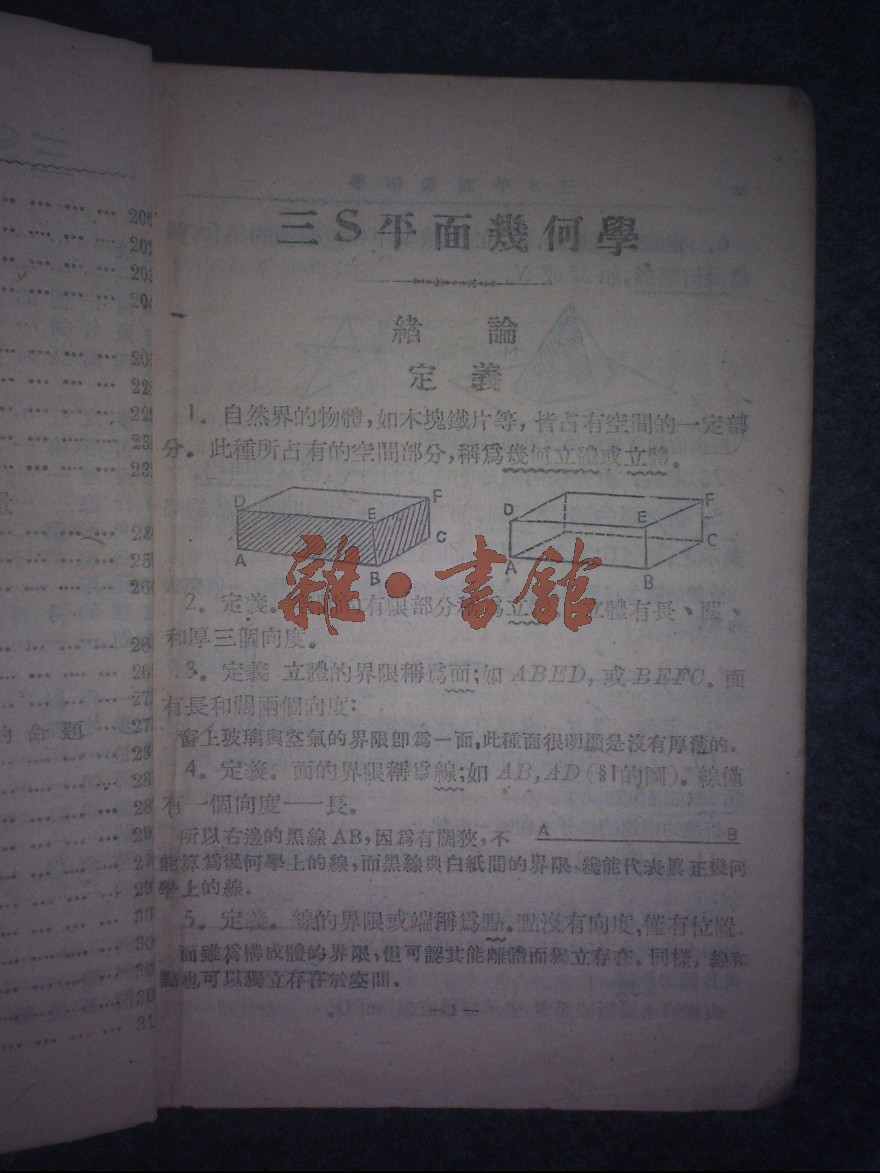 三S平面幾何學
緒論
定義
1。自然界的物體，如木塊鐵片等，皆占有空間的一定部
分。此種所占有的空間部分，稱爲幾何立體或立體。
D E F A B C
D E F A B C
雜·書館
2。定義。有限部分立體有長、闊、
和厚三個向度。
3。定義 立體的界限稱爲面；如 ABED，或 BEFC。面
有長和闊兩個向度：
窗上玻璃與空氣的界限卽爲一面，此種面很明顯是沒有厚薄的。
4。定義。面的界限稱爲線；如 AB，AD（§1的圖）。線僅
有一個向度——長。
所以右邊的黑線AB，因爲有闊狹，不
A B
能算爲幾何學上的線，而黑線與白紙間的界限，纔能代表眞正幾何
學上的線。
5。定義。線的界限或端稱爲點。點沒有向度，僅有位置。
面雖爲構成體的界限，但可認其能離體而獨立存在。同樣，線和
點也可以獨立存在於空間。
—1—